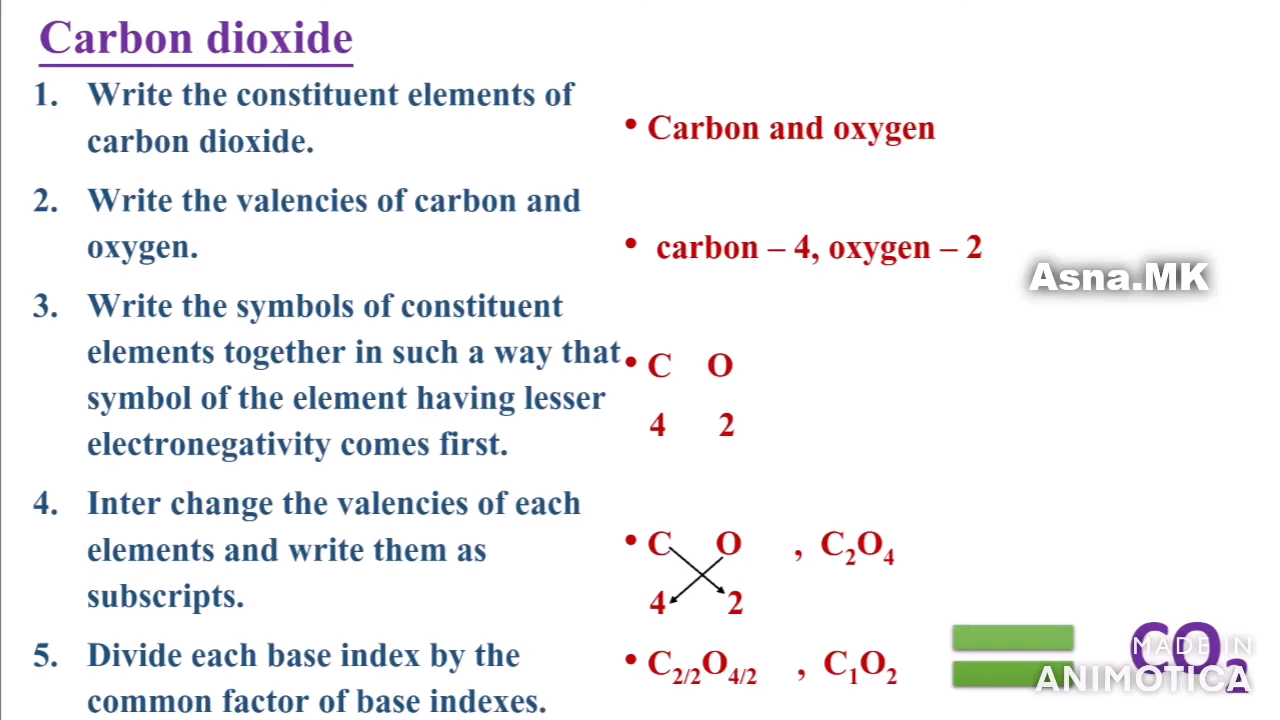 Carbon dioxide
1. Write the constituent elements of
carbon dioxide.
• Carbon and oxygen
2. Write the valencies of carbon and
oxygen.
• carbon – 4, oxygen – 2
Asna.MK
3. Write the symbols of constituent
elements together in such a way that
symbol of the element having lesser
electronegativity comes first.
• C O
4 2
4. Inter change the valencies of each
elements and write them as
subscripts.
• C O , C₂O₄
4 2
5. Divide each base index by the
common factor of base indexes.
• C₂/₂O₄/₂ , C₁O₂
CO₂
MADE IN
ANIMOTICA